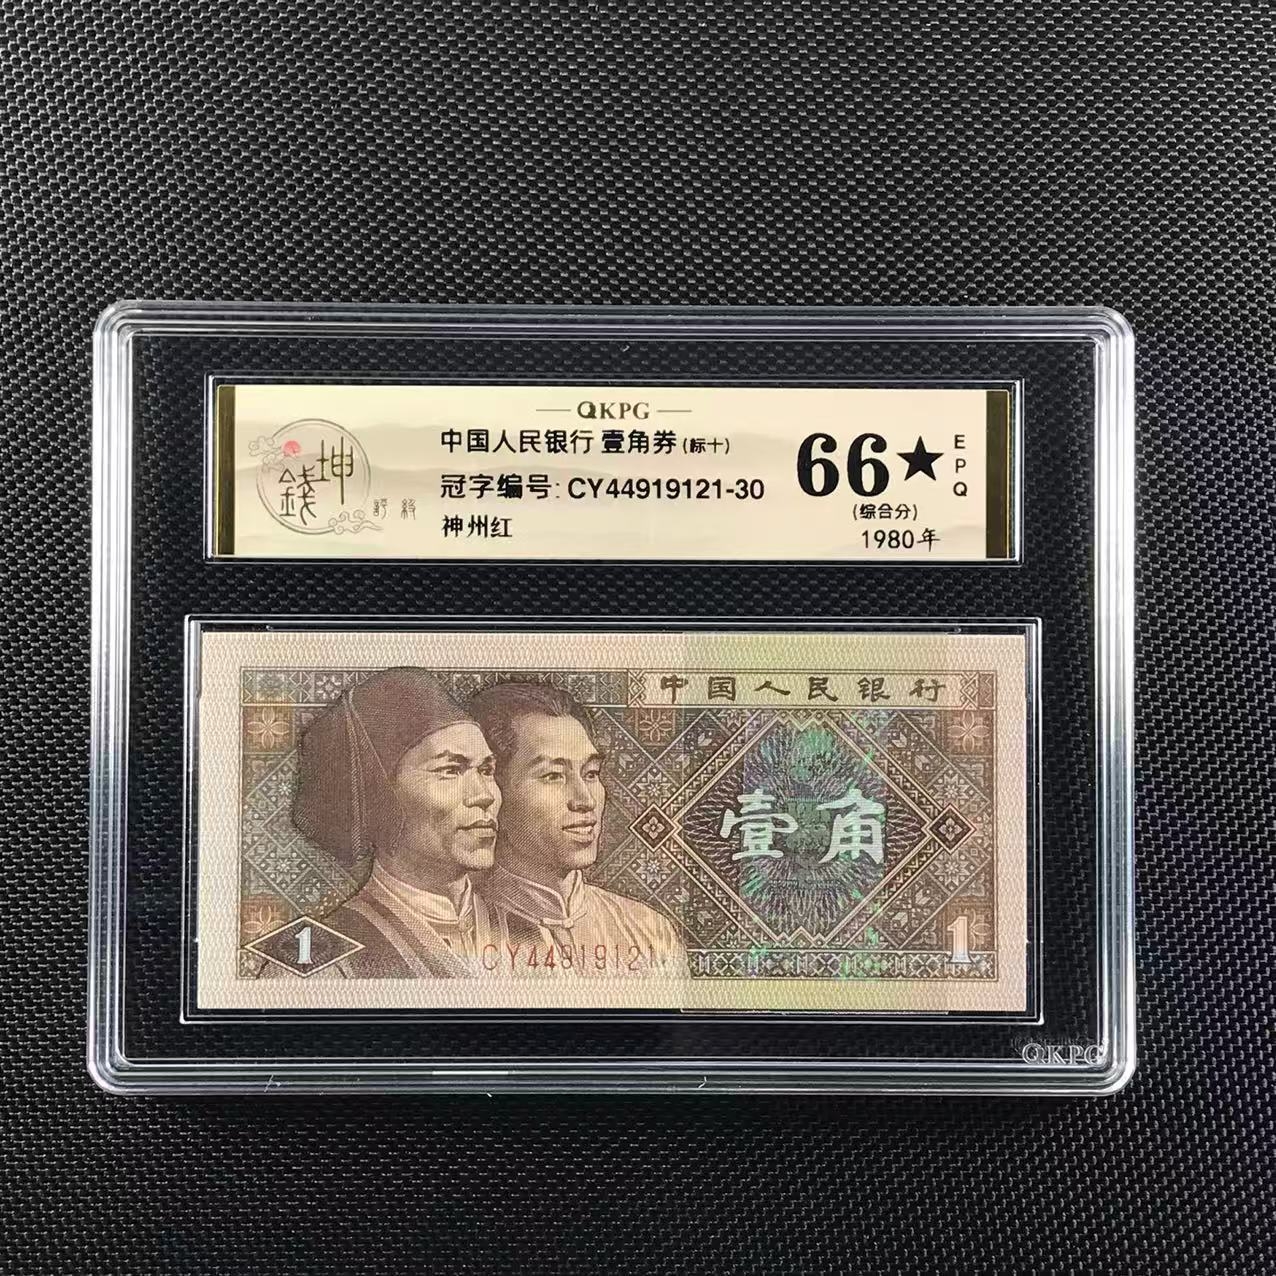 QKPG
坤
錢
評級
中国人民银行 壹角券 (标十)
冠字编号: CY44919121-30
神州红
66★
EPQ
(综合分)
1980年
中国人民银行
壹角
1
CY44919121
1
QKPG